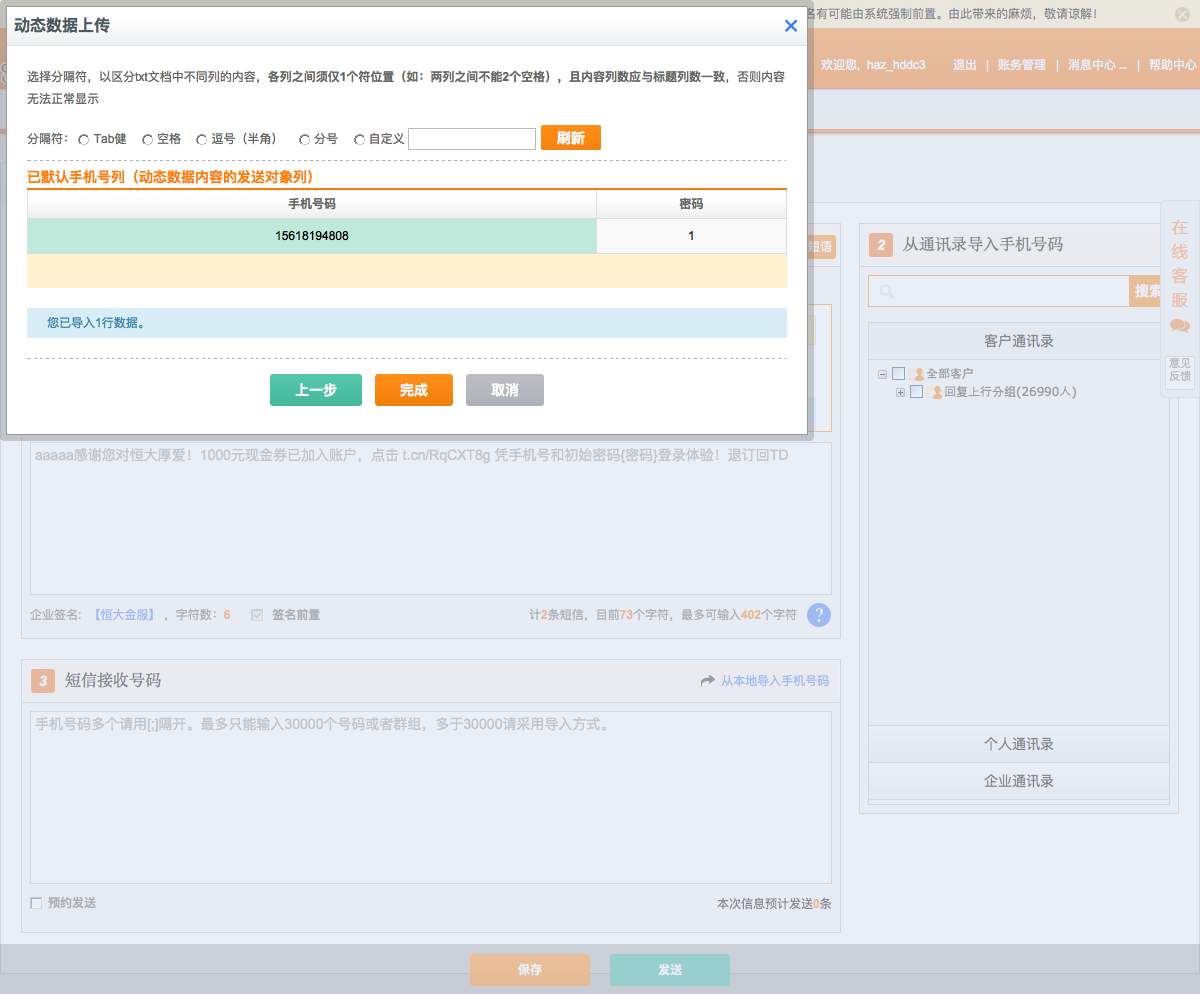 动态数据上传
名有可能由系统强制前置。由此带来的麻烦，敬请谅解！
欢迎您，haz_hddc3 退出 | 账务管理 | 消息中心 ... | 帮助中心
选择分隔符，以区分txt文档中不同列的内容，各列之间须仅1个符位置（如：两列之间不能2个空格），且内容列数应与标题列数一致，否则内容
无法正常显示
分隔符： Tab健 空格 逗号（半角） 分号 自定义 刷新
已默认手机号列（动态数据内容的发送对象列）
手机号码 密码
15618194808 1
您已导入1行数据。
上一步 完成 取消
短语
aaaaa感谢您对恒大厚爱！1000元现金券已加入账户，点击 t.cn/RqCXT8g 凭手机号和初始密码{密码}登录体验！退订回TD
企业签名: 【恒大金服】 ，字符数：6 签名前置 计2条短信，目前73个字符，最多可输入402个字符 ?
3 短信接收号码 从本地导入手机号码
手机号码多个请用[;]隔开。最多只能输入30000个号码或者群组，多于30000请采用导入方式。
预约发送 本次信息预计发送0条
2 从通讯录导入手机号码
搜索
客户通讯录
全部客户
回复上行分组(26990人)
个人通讯录
企业通讯录
在
线
客
服
意见
反馈
保存 发送